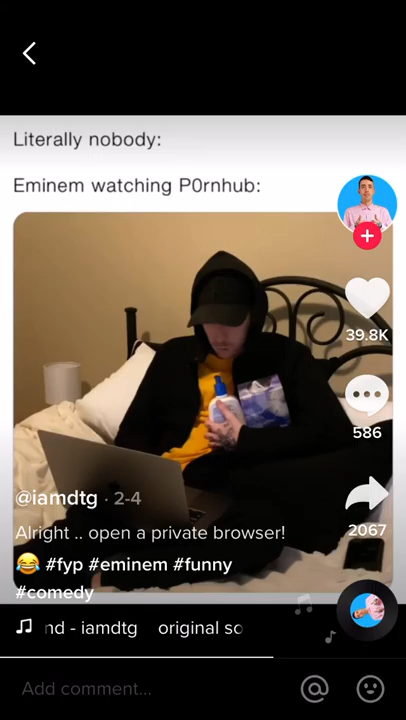 Literally nobody:
Eminem watching P0rnhub:
39.8K
586
@iamdtg · 2-4
2067
Alright .. open a private browser!
😂 #fyp #eminem #funny
#comedy
nd - iamdtg original so
Add comment...